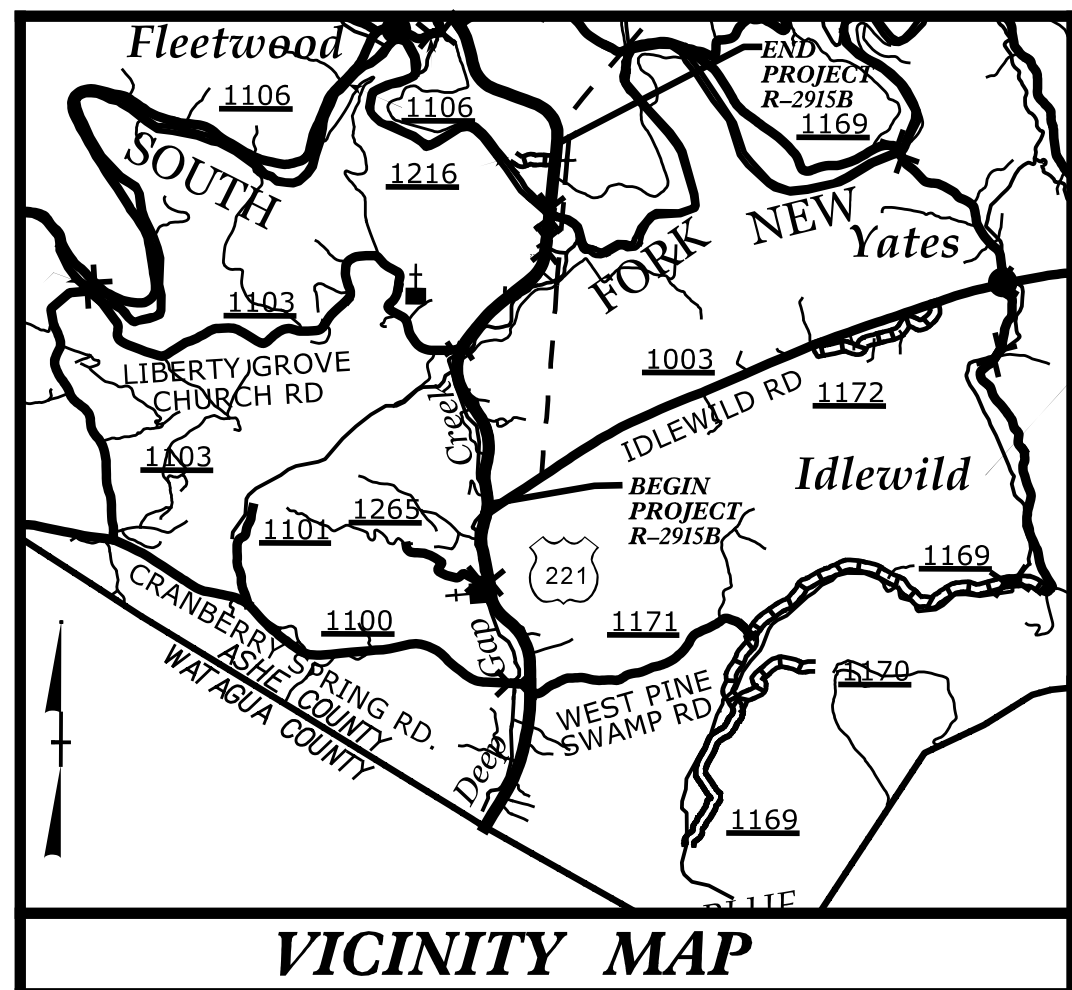 Fleetwood
END
PROJECT
R–2915B
1106
1106
1169
SOUTH
1216
NEW
FORK
Yates
1103
LIBERTY GROVE
CHURCH RD
1003
1172
IDLEWILD RD
Creek
1103
Idlewild
BEGIN
PROJECT
R–2915B
1265
1101
221
1169
CRANBERRY SPRING RD.
1100
1171
Gap
ASHE COUNTY
WATAGUA COUNTY
1170
WEST PINE
SWAMP RD
Deep
1169
BLUE
VICINITY MAP